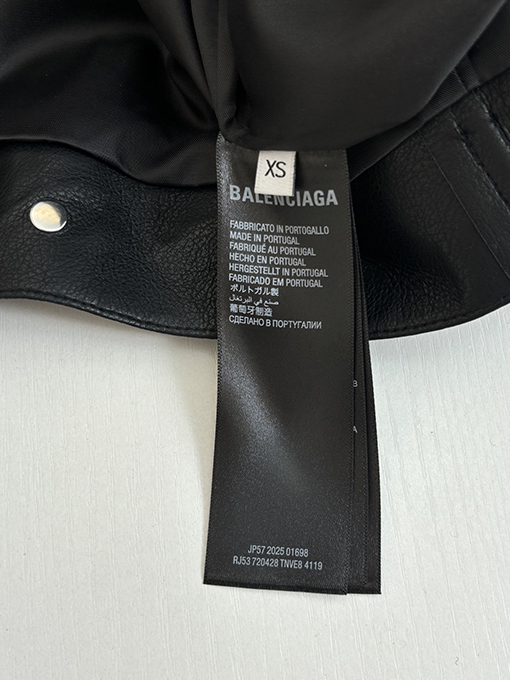 XS
BALENCIAGA
FABBRICATO IN PORTOGALLO
MADE IN PORTUGAL
FABRIQUÉ AU PORTUGAL
HECHO EN PORTUGAL
HERGESTELLT IN PORTUGAL
FABRICADO EM PORTUGAL
ポルトガル製
صنع في البرتغال
葡萄牙制造
СДЕЛАНО В ПОРТУГАЛИИ
B
A
JP57 2025 01698
RJ53 720428 TNVE8 4119